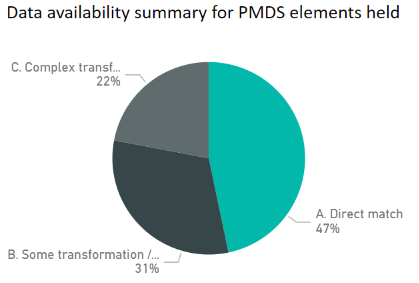 Data availability summary for PMDS elements held
C. Complex transf...
22%
A. Direct match
47%
B. Some transformation /...
31%